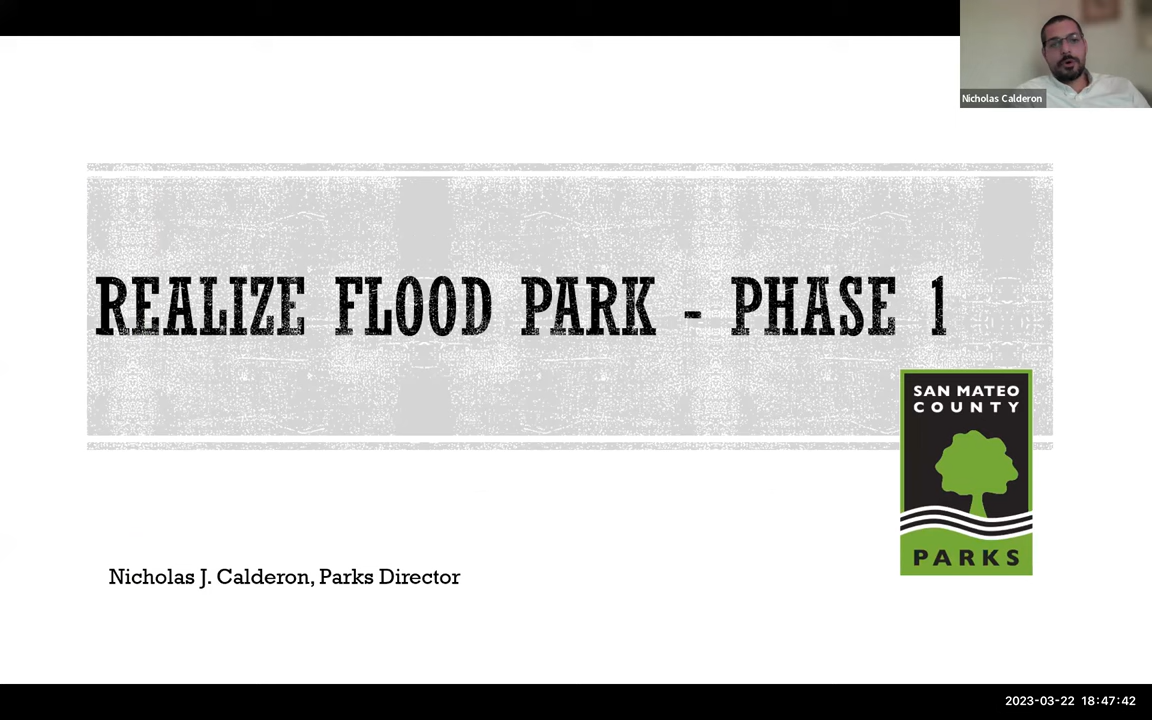 Nicholas Calderon
REALIZE FLOOD PARK - PHASE 1
SAN MATEO
COUNTY
PARKS
Nicholas J. Calderon, Parks Director
2023-03-22 18:47:42